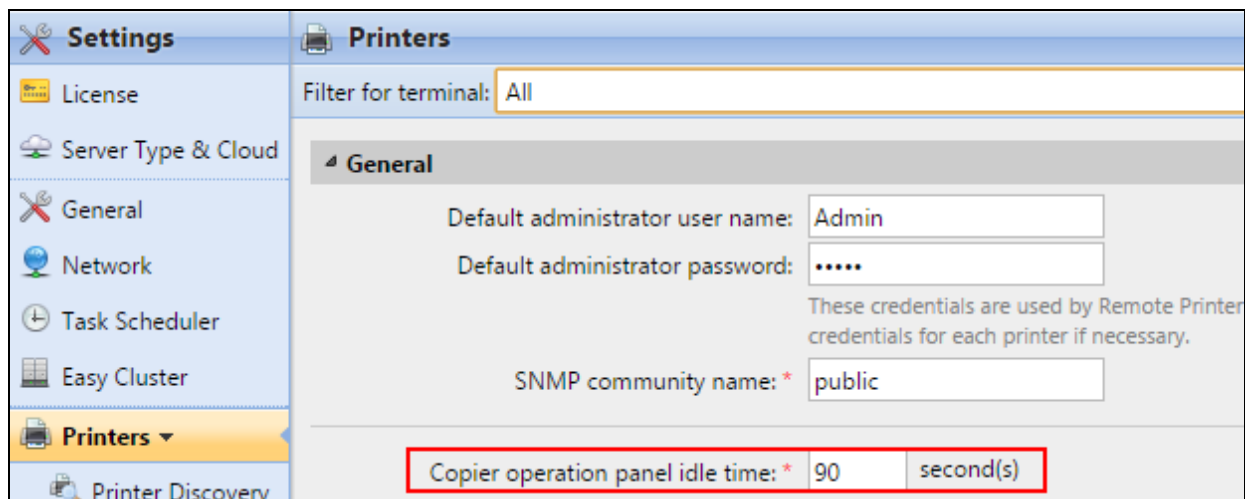 Settings
Printers
License
Filter for terminal: All
Server Type & Cloud
General
General
Default administrator user name: Admin
Network
Default administrator password: •••••
These credentials are used by Remote Printer
Task Scheduler
credentials for each printer if necessary.
Easy Cluster
SNMP community name: * public
Printers
Copier operation panel idle time: * 90 second(s)
Printer Discovery